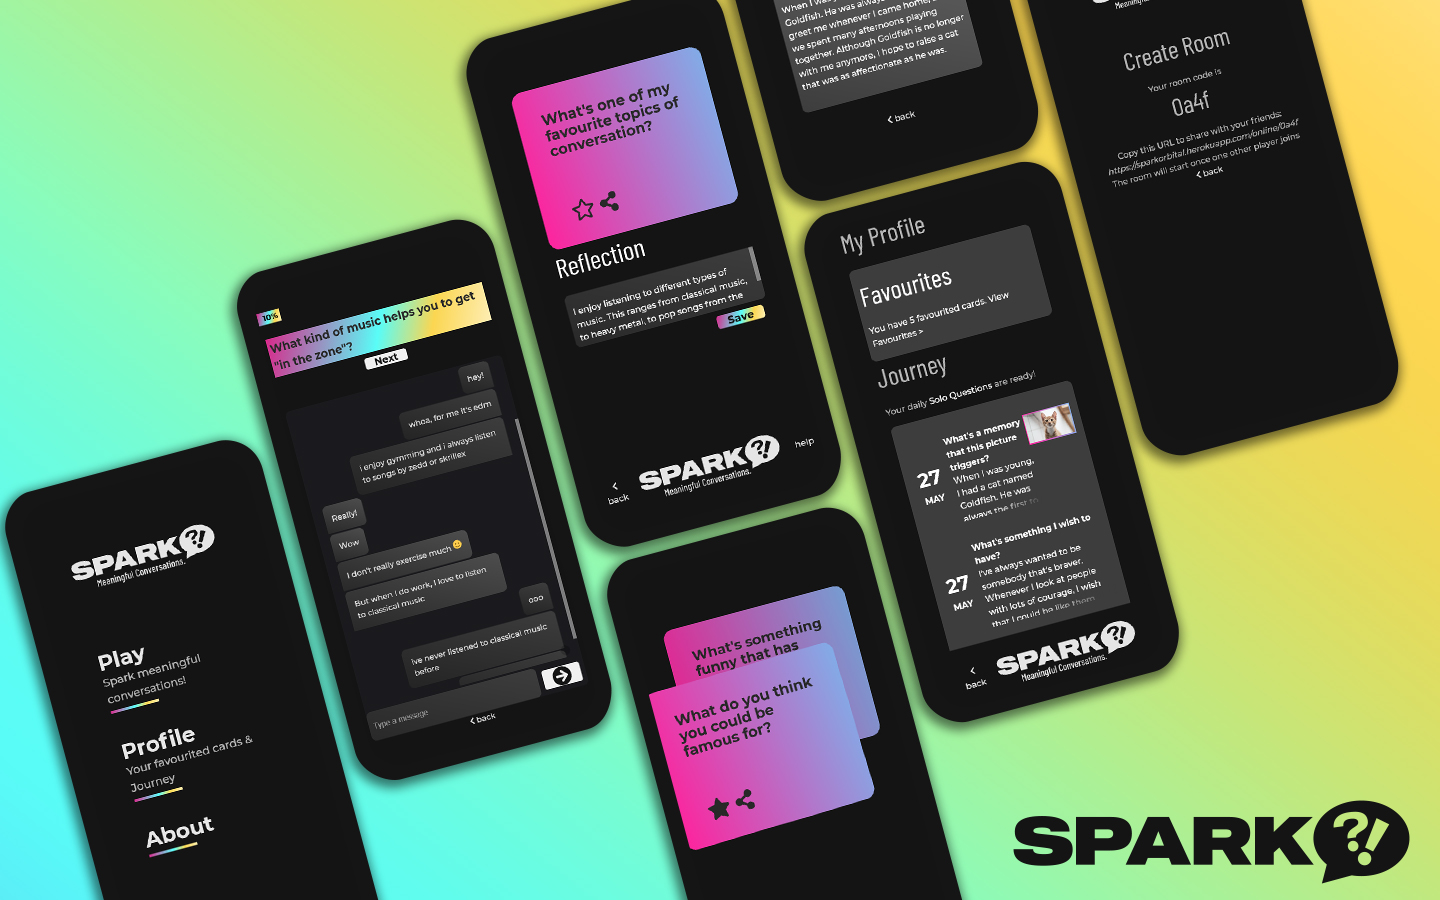 SPARK?!
Meaningful Conversations.
Play
Spark meaningful
conversations!
Profile
Your favourited cards &
Journey
About
10%
What kind of music helps you to get
"in the zone"?
Next
hey!
whoa, for me it's edm
i enjoy gymming and i always listen
to songs by zedd or skrillex
Really!
Wow
I don't really exercise much 🙂
But when I do work, I love to listen
to classical music
ooo
ive never listened to classical music
before
Type a message
back
What's one of my
favourite topics of
conversation?
Reflection
I enjoy listening to different types of
music. This ranges from classical music,
to heavy metal, to pop songs from the
Save
back
SPARK?!
Meaningful Conversations.
help
What's something
funny that has
What do you think
you could be
famous for?
When I was
Goldfish. He was always
greet me whenever I came home,
we spent many afternoons playing
together. Although Goldfish is no longer
with me anymore, I hope to raise a cat
that was as affectionate as he was.
back
My Profile
Favourites
You have 5 favourited cards. View
Favourites >
Journey
Your daily Solo Questions are ready!
27
MAY
What's a memory
that this picture
triggers?
When I was young,
I had a cat named
Goldfish. He was
always the first to
27
MAY
What's something I wish to
have?
I've always wanted to be
somebody that's braver.
Whenever I look at people
with lots of courage, I wish
that I could be like them
back
SPARK?!
Meaningful Conversations.
Create Room
Your room code is
0a4f
Copy this URL to share with your friends:
https://sparkorbital.herokuapp.com/online/0a4f
The room will start once one other player joins
back
SPARK?!